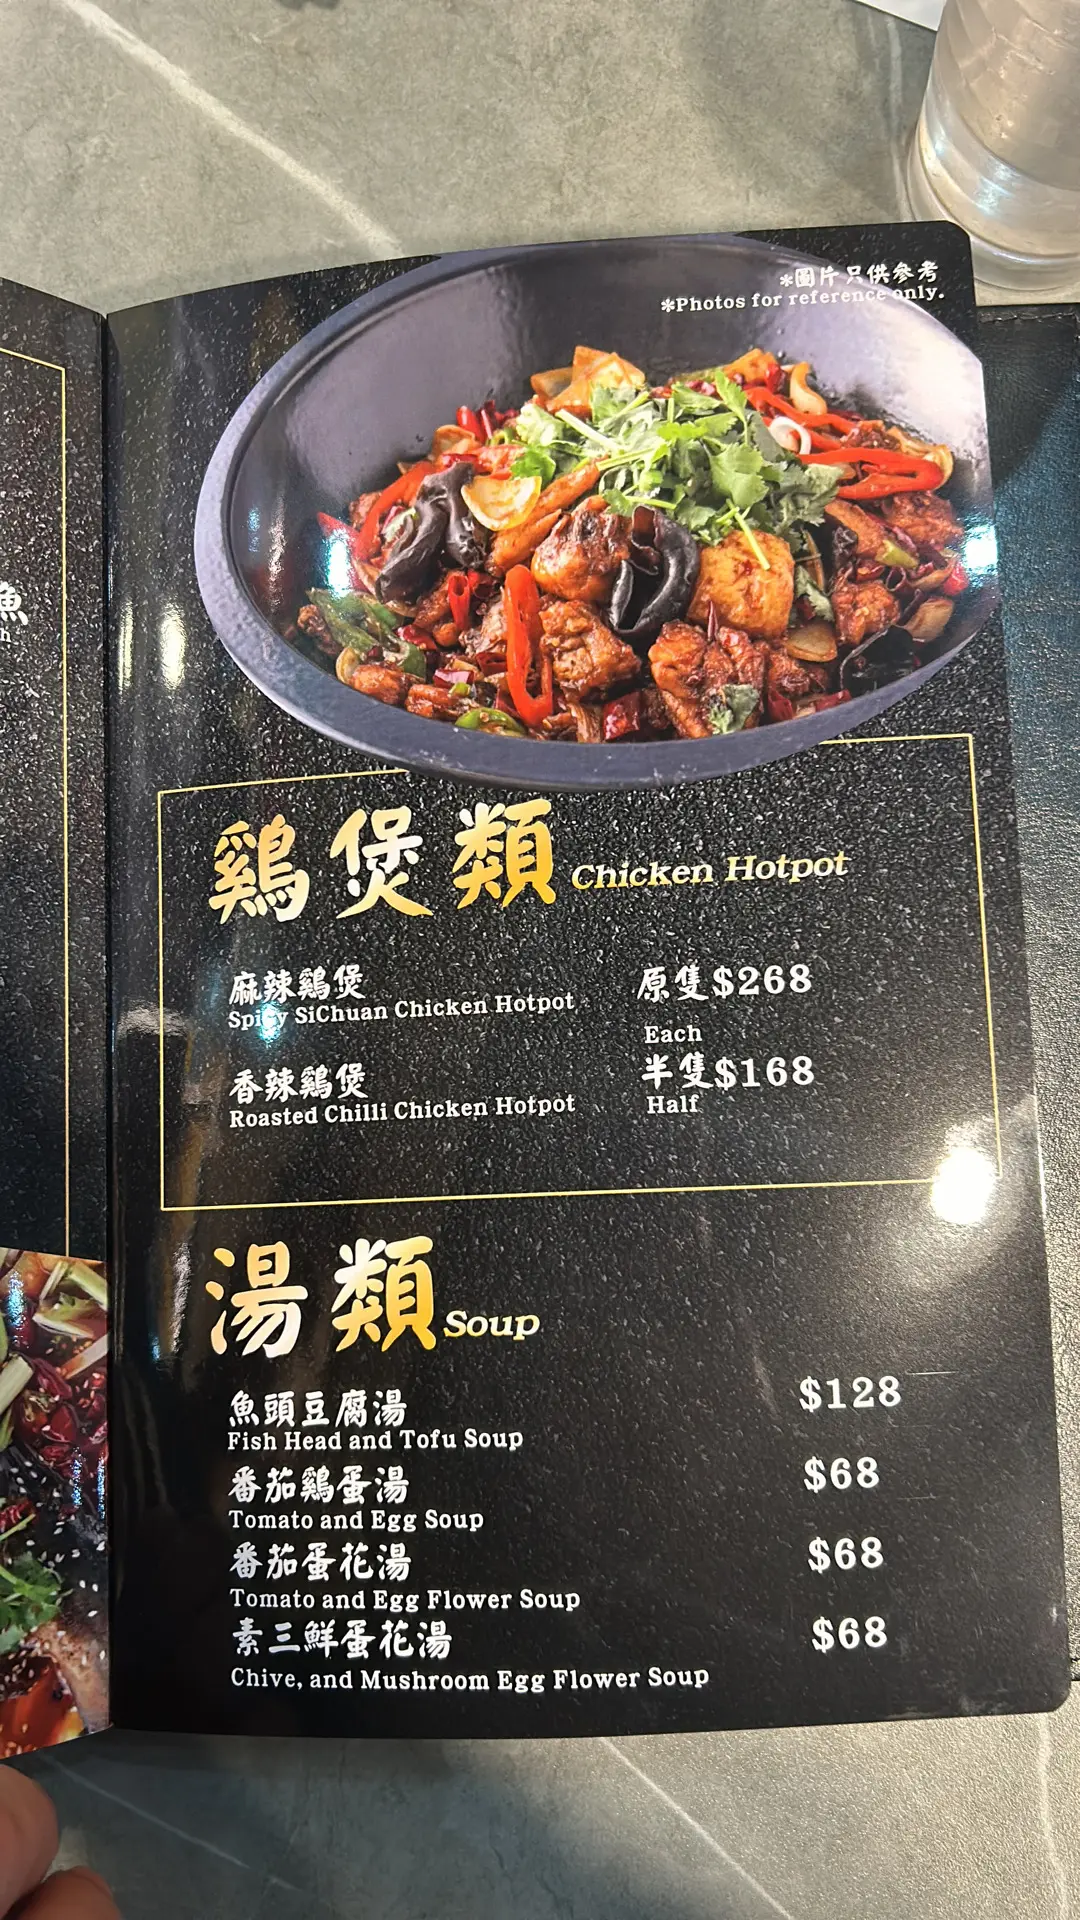 *圖片只供參考
*Photos for reference only.
魚
h
鷄煲類 Chicken Hotpot
麻辣鷄煲 原隻$268
Spicy SiChuan Chicken Hotpot
Each
香辣鷄煲 半隻$168
Roasted Chilli Chicken Hotpot Half
湯類 Soup
魚頭豆腐湯 $128
Fish Head and Tofu Soup
番茄鷄蛋湯 $68
Tomato and Egg Soup
番茄蛋花湯 $68
Tomato and Egg Flower Soup
素三鮮蛋花湯 $68
Chive, and Mushroom Egg Flower Soup